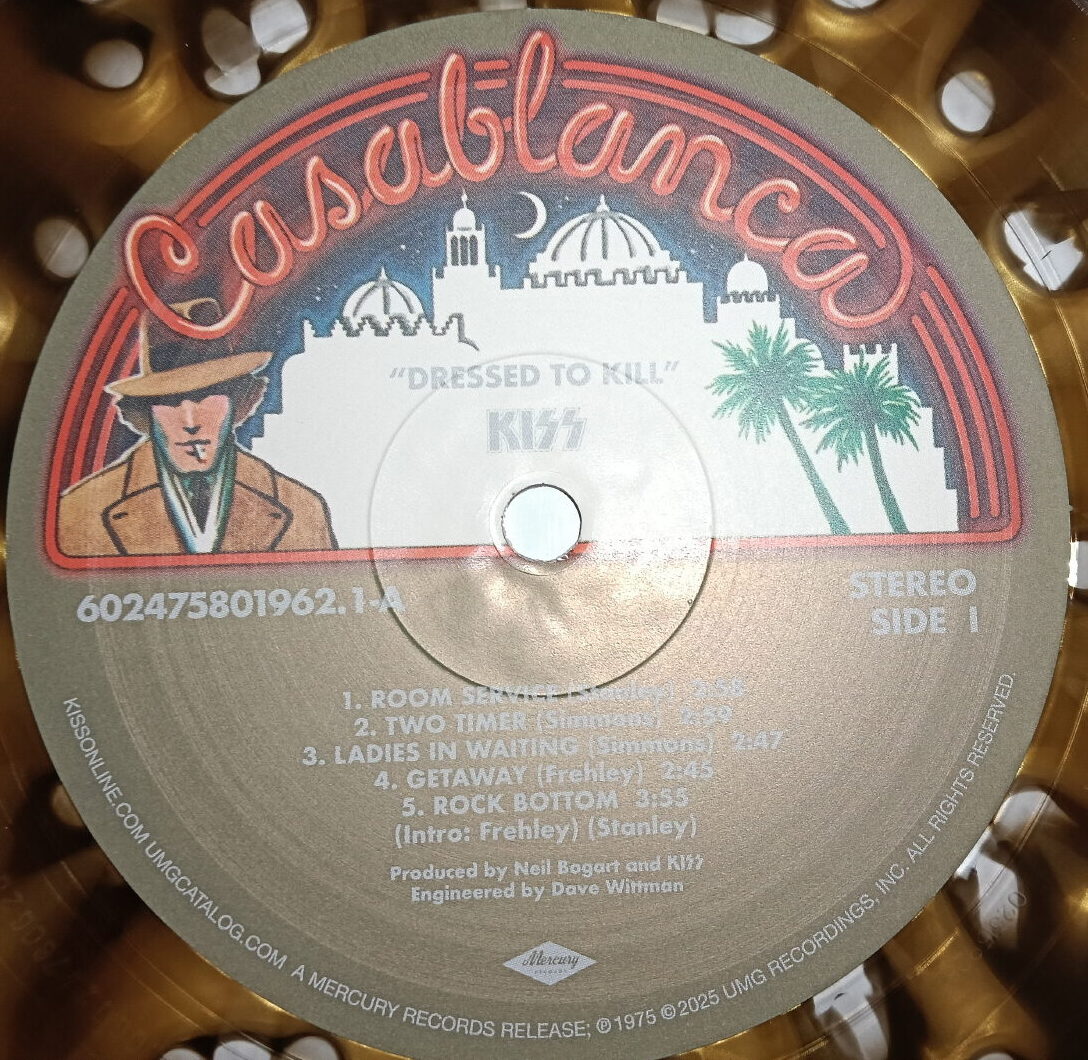 Casablanca
“DRESSED TO KILL”
KISS
602475801962.1-A
STEREO
SIDE 1
1. ROOM SERVICE (Stanley) 2:58
2. TWO TIMER (Simmons) 2:59
3. LADIES IN WAITING (Simmons) 2:47
4. GETAWAY (Frehley) 2:45
5. ROCK BOTTOM 3:55
(Intro: Frehley) (Stanley)
Produced by Neil Bogart and KISS
Engineered by Dave Wittman
Mercury
RECORDS
KISSONLINE.COM UMGCATALOG.COM A MERCURY RECORDS RELEASE; ℗1975 ©2025 UMG RECORDINGS, INC. ALL RIGHTS RESERVED.